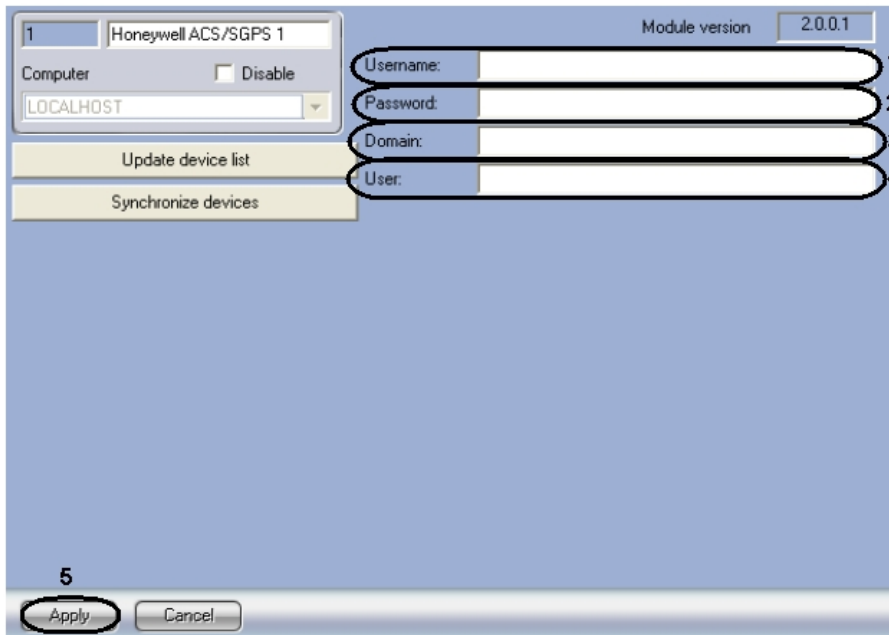 1 Honeywell ACS/SGPS 1 Module version 2.0.0.1
Computer Disable
LOCALHOST
Username:
Password: 2
Domain:
User:
Update device list
Synchronize devices
5
Apply Cancel